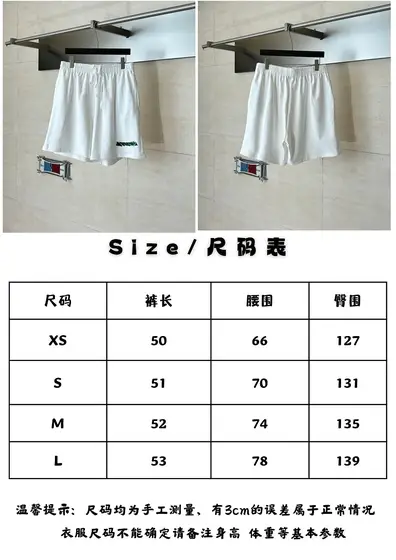 Size/尺码表
尺码 裤长 腰围 臀围
XS 50 66 127
S 51 70 131
M 52 74 135
L 53 78 139
温馨提示：尺码均为手工测量、有3cm的误差属于正常情况
衣服尺码不能确定请备注身高 体重等基本参数